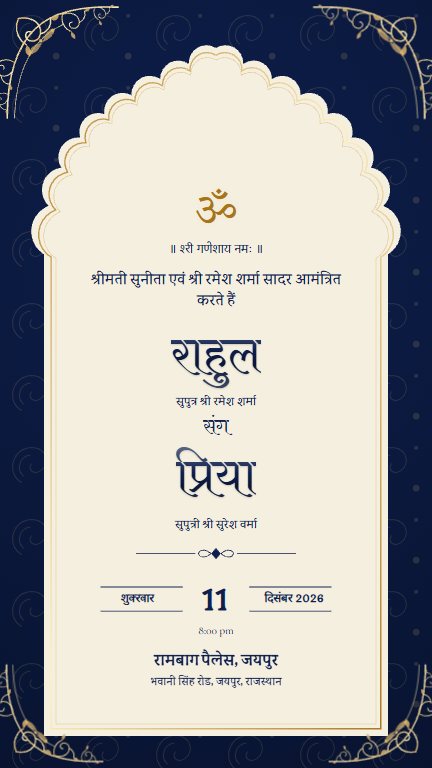 ॐ
॥ श्री गणेशाय नमः ॥
श्रीमती सुनीता एवं श्री रमेश शर्मा सादर आमंत्रित
करते हैं
राहुल
सुपुत्र श्री रमेश शर्मा
संग
प्रिया
सुपुत्री श्री सुरेश वर्मा
शुक्रवार 11 दिसंबर 2026
8:00 pm
रामबाग पैलेस, जयपुर
भवानी सिंह रोड, जयपुर, राजस्थान